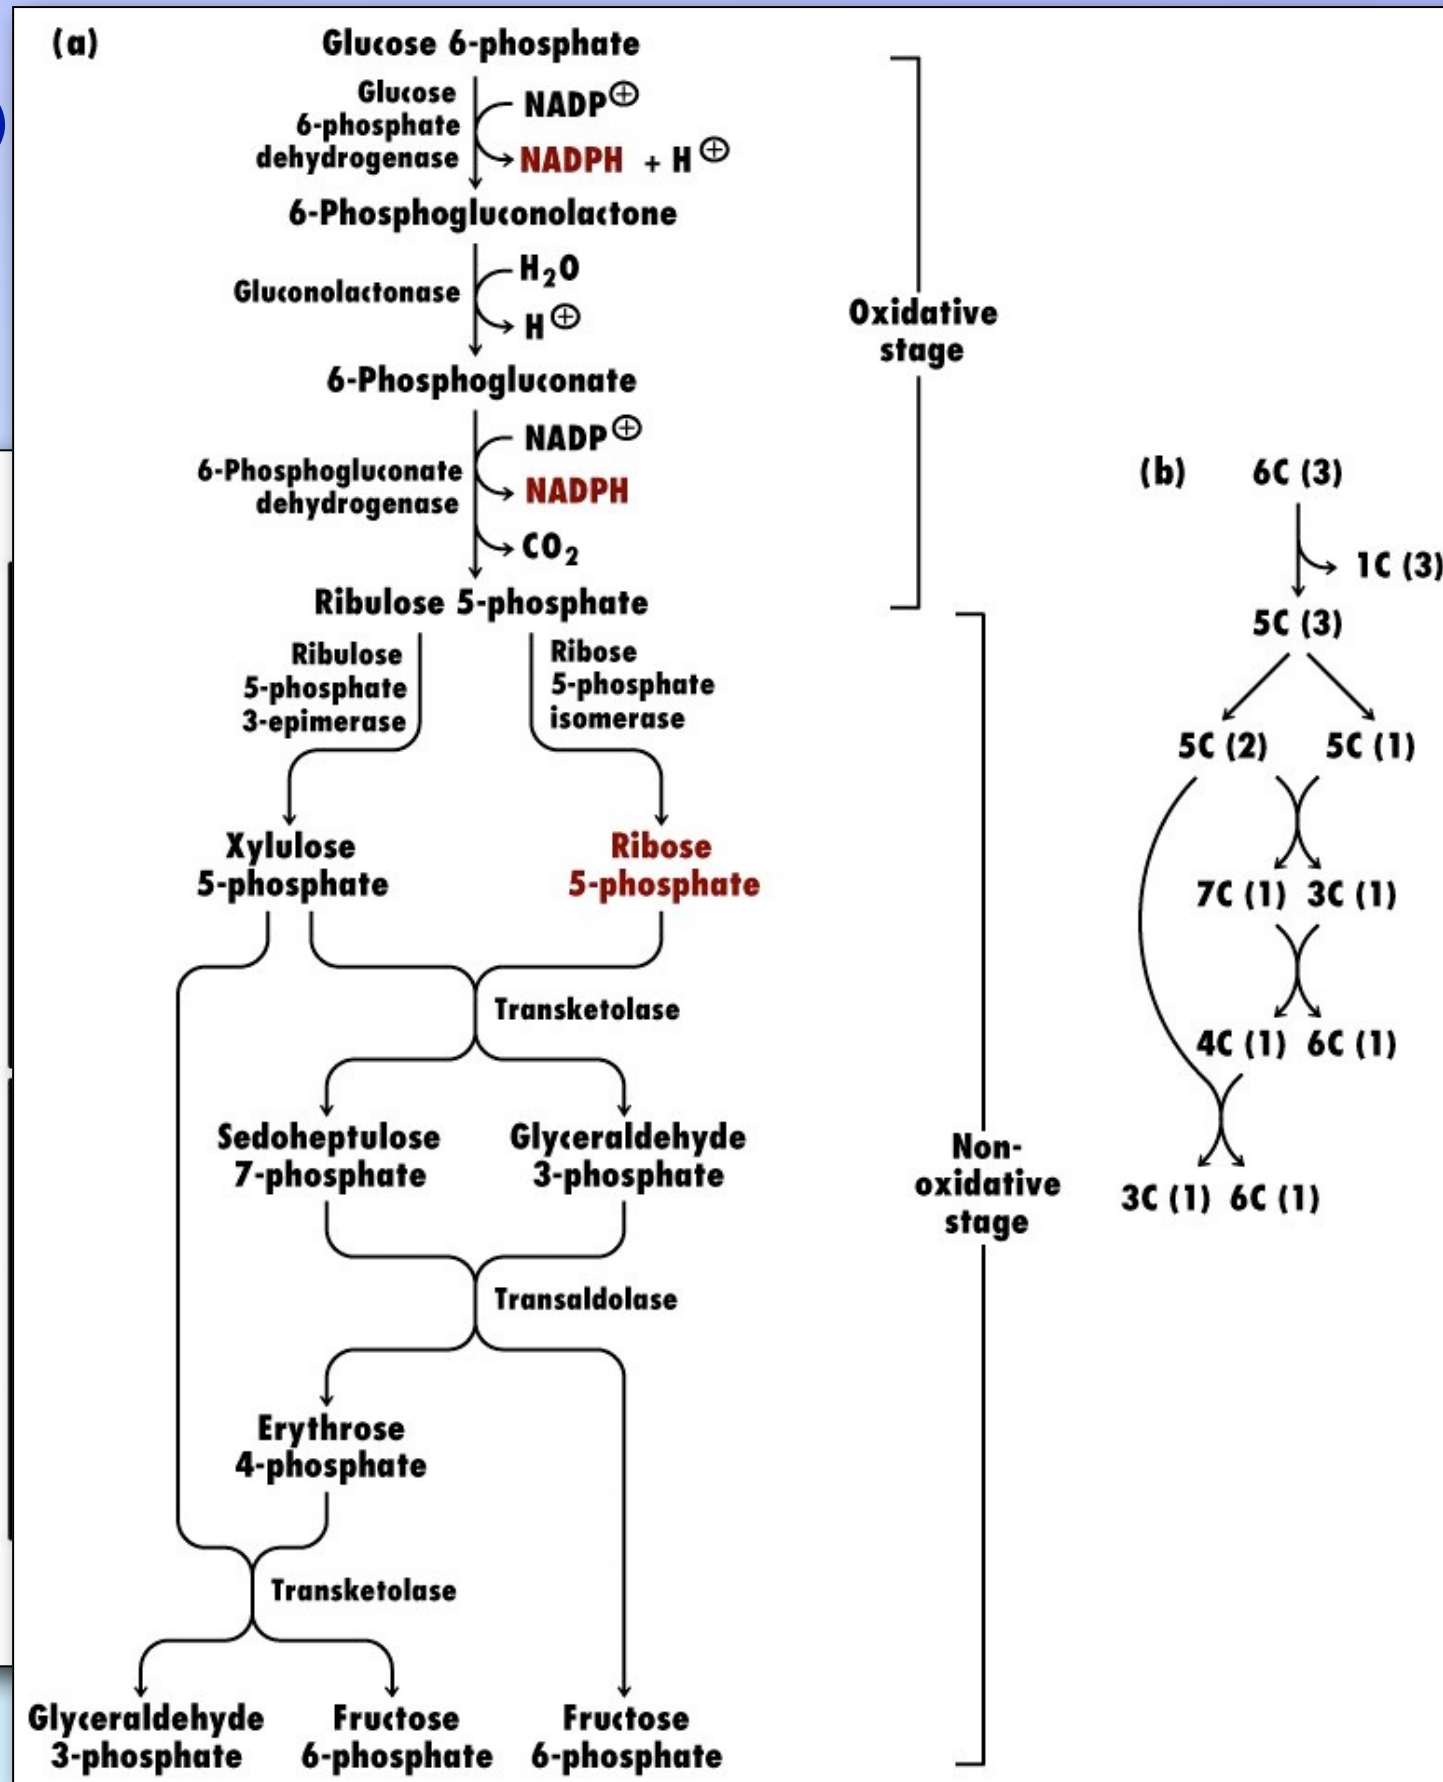 (a)
Glucose 6-phosphate
Glucose
6-phosphate
dehydrogenase
NADP⊕
NADPH + H⊕
6-Phosphogluconolactone
Gluconolactonase
H₂O
H⊕
6-Phosphogluconate
6-Phosphogluconate
dehydrogenase
NADP⊕
NADPH
CO₂
Ribulose 5-phosphate
Oxidative
stage
Ribulose
5-phosphate
3-epimerase
Ribose
5-phosphate
isomerase
Xylulose
5-phosphate
Ribose
5-phosphate
Transketolase
Sedoheptulose
7-phosphate
Glyceraldehyde
3-phosphate
Transaldolase
Erythrose
4-phosphate
Transketolase
Glyceraldehyde
3-phosphate
Fructose
6-phosphate
Fructose
6-phosphate
Non-
oxidative
stage
(b)
6C (3)
1C (3)
5C (3)
5C (2) 5C (1)
7C (1) 3C (1)
4C (1) 6C (1)
3C (1) 6C (1)